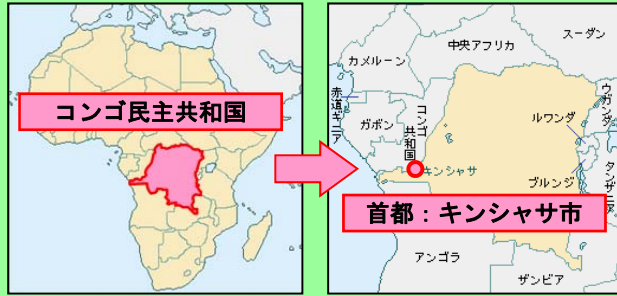 コンゴ民主共和国
スーダン
中央アフリカ
カメルーン
赤道ギニア
ガボン
コンゴ
共和国
ウガンダ
ルワンダ
キンシャサ
ブルンジ
タンザニア
首都：キンシャサ市
アンゴラ
ザンビア